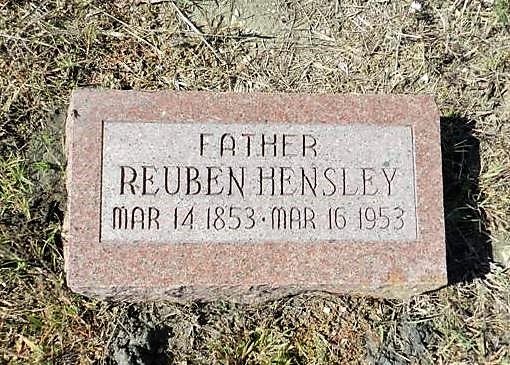 FATHER
REUBEN HENSLEY
MAR 14 1853 · MAR 16 1953